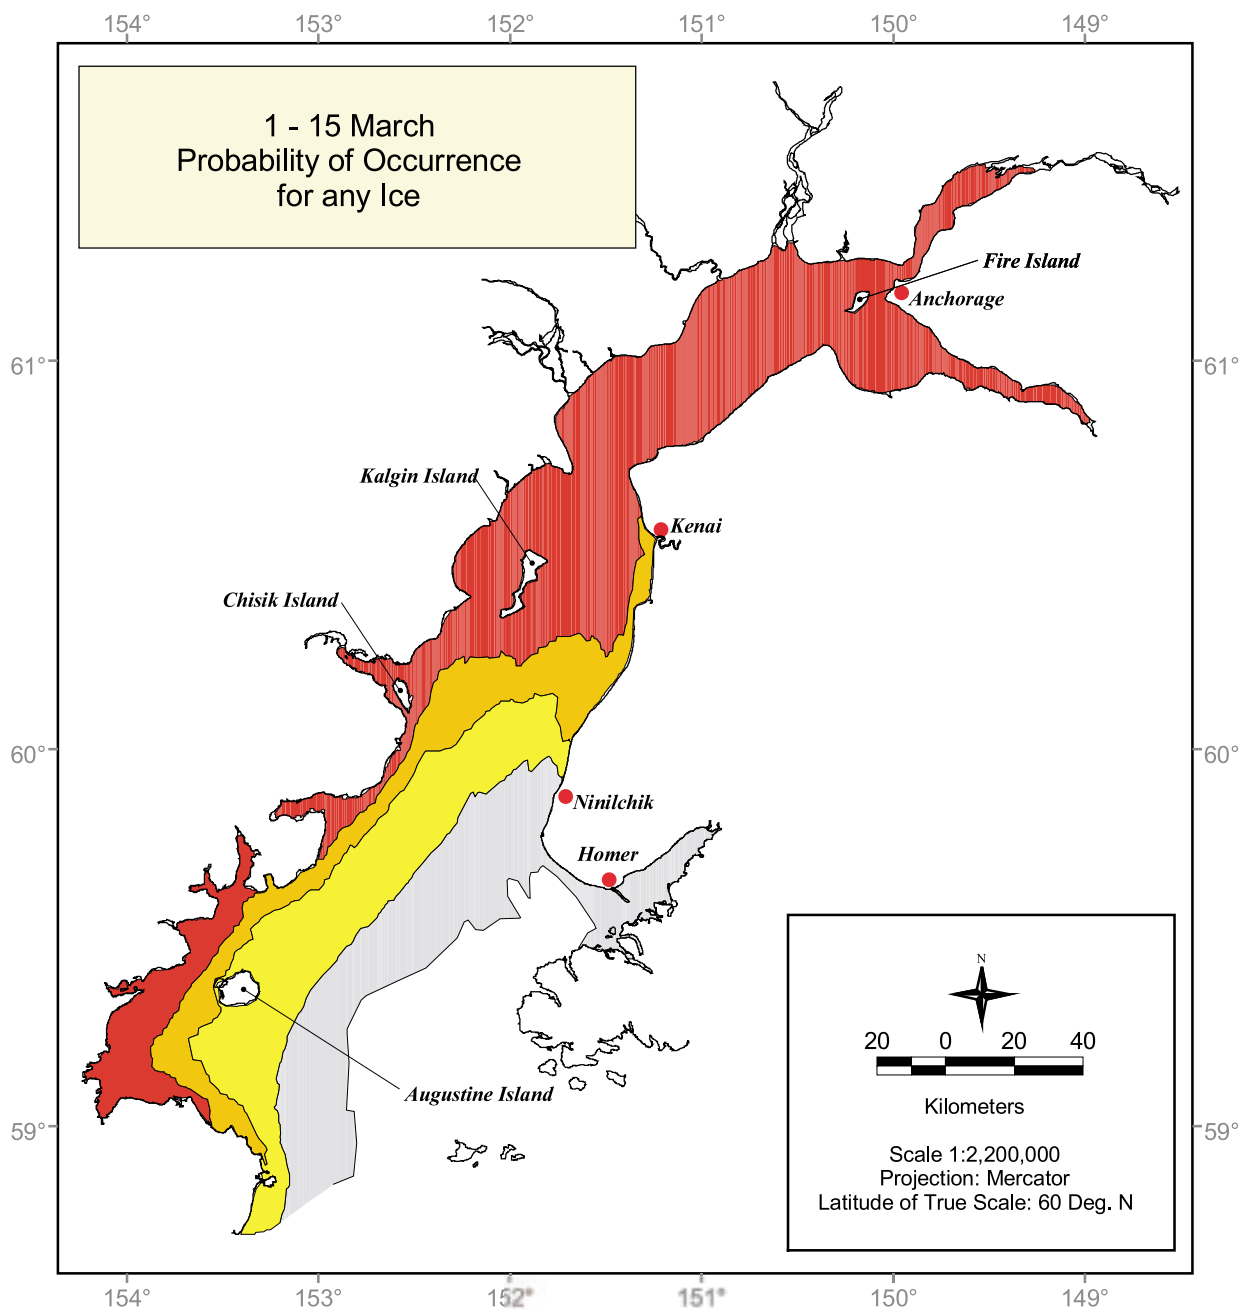 154° 153° 152° 151° 150° 149°
1 - 15 March
Probability of Occurrence
for any Ice
Fire Island
Anchorage
61° 61°
Kalgin Island
Kenai
Chisik Island
60° 60°
Ninilchik
Homer
N
20 0 20 40
Augustine Island
Kilometers
59° 59°
Scale 1:2,200,000
Projection: Mercator
Latitude of True Scale: 60 Deg. N
154° 153° 152° 151° 150° 149°